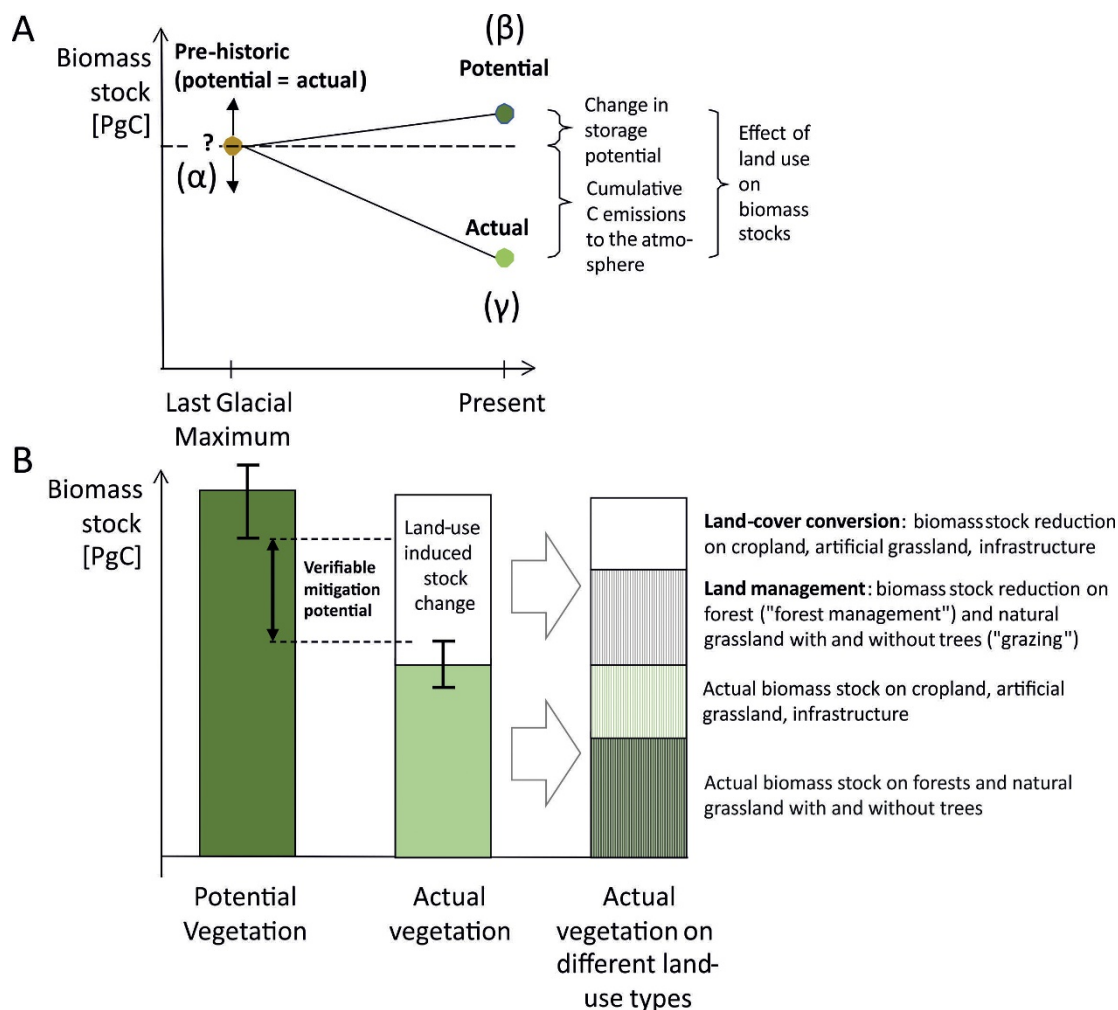 A
Biomass
stock
[PgC]
Pre-historic
(potential = actual)
?
(α)
(β)
Potential
Actual
(γ)
Change in
storage
potential
Cumulative
C emissions
to the atmo-
sphere
Effect of
land use
on
biomass
stocks
Last Glacial
Maximum
Present
B
Biomass
stock
[PgC]
Verifiable
mitigation
potential
Land-use
induced
stock
change
Land-cover conversion: biomass stock reduction
on cropland, artificial grassland, infrastructure
Land management: biomass stock reduction on
forest ("forest management") and natural
grassland with and without trees ("grazing")
Actual biomass stock on cropland, artificial
grassland, infrastructure
Actual biomass stock on forests and natural
grassland with and without trees
Potential
Vegetation
Actual
vegetation
Actual
vegetation on
different land-
use types